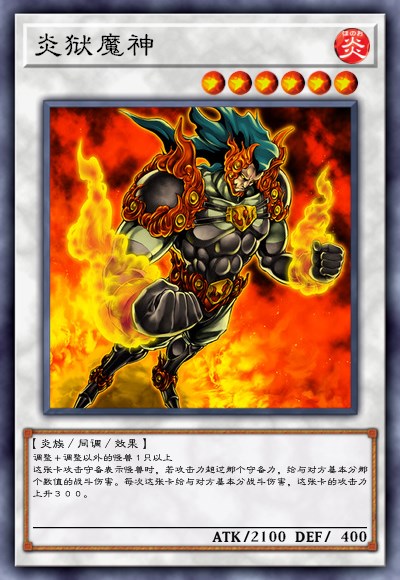 炎狱魔神
ほのお
炎
【炎族／同调／效果】
调整＋调整以外的怪兽1只以上
这张卡攻击守备表示怪兽时，若攻击力超过那个守备力，给与对方基本分那
个数值的战斗伤害。每次这张卡给与对方基本分战斗伤害，这张卡的攻击力
上升３００。
ATK/2100 DEF/ 400